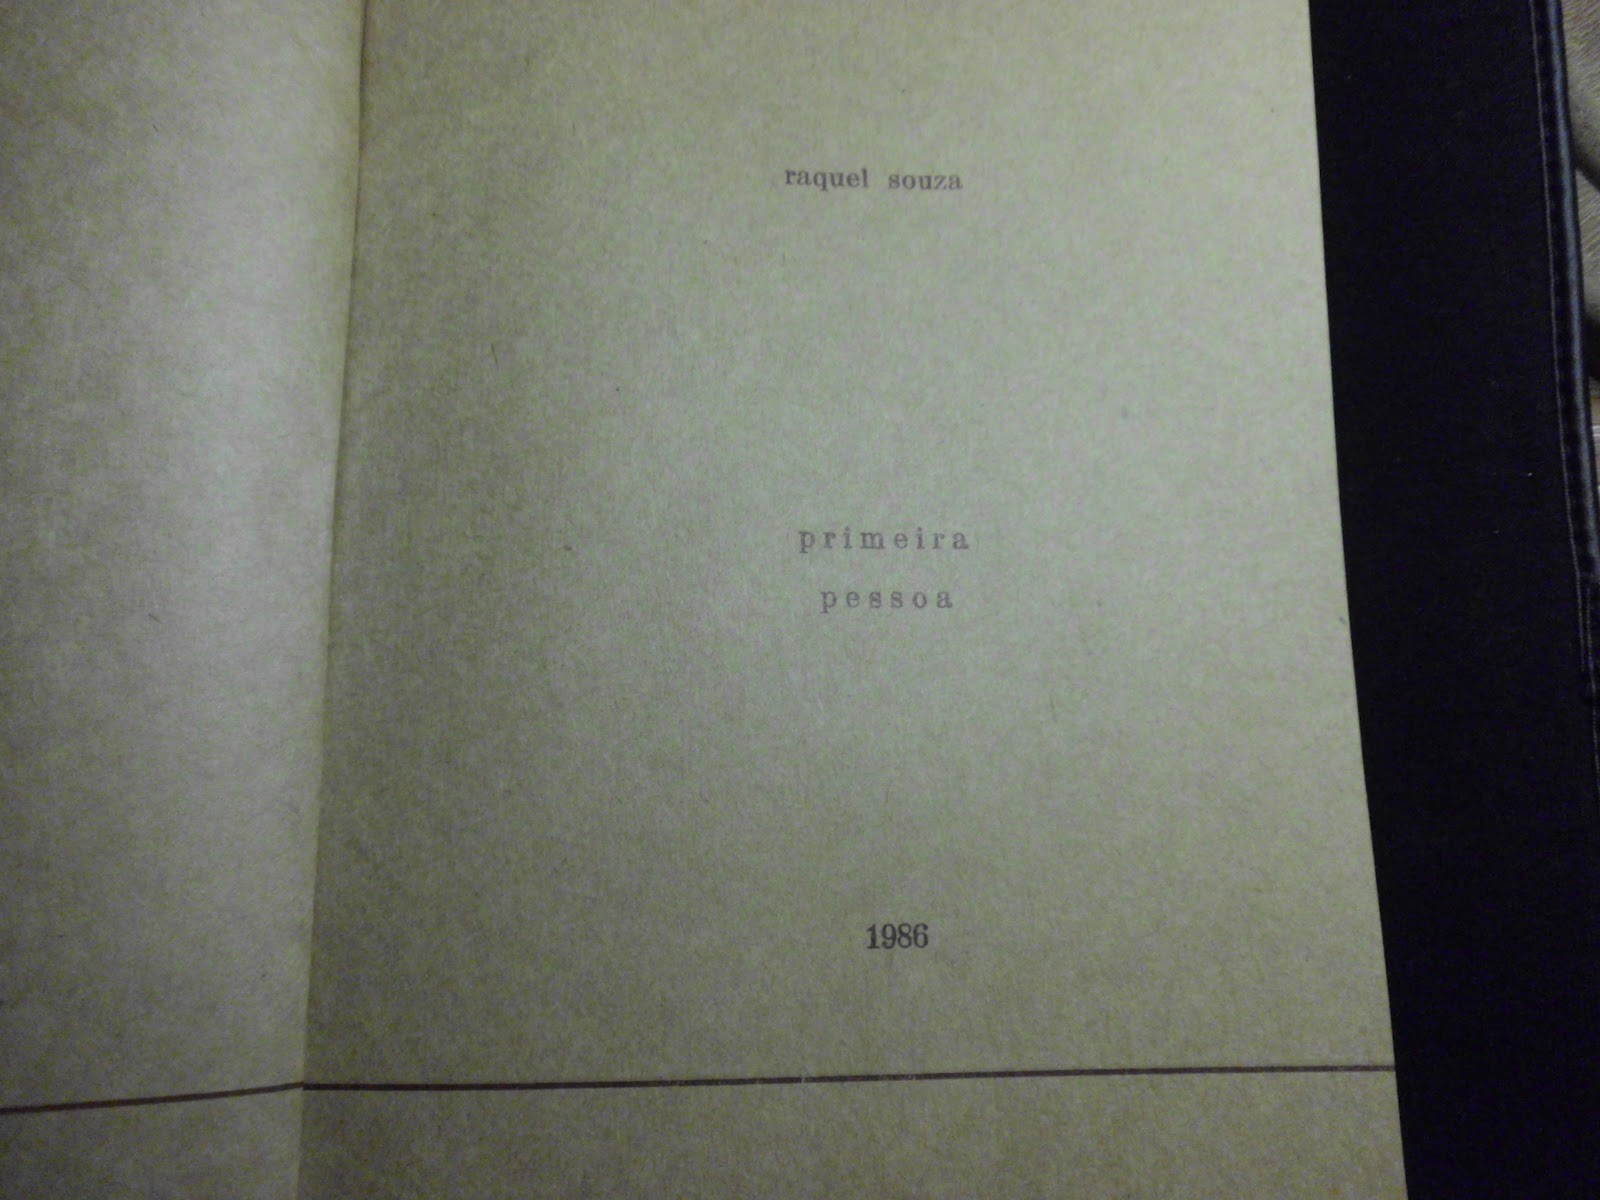 raquel souza
primeira
pessoa
1986